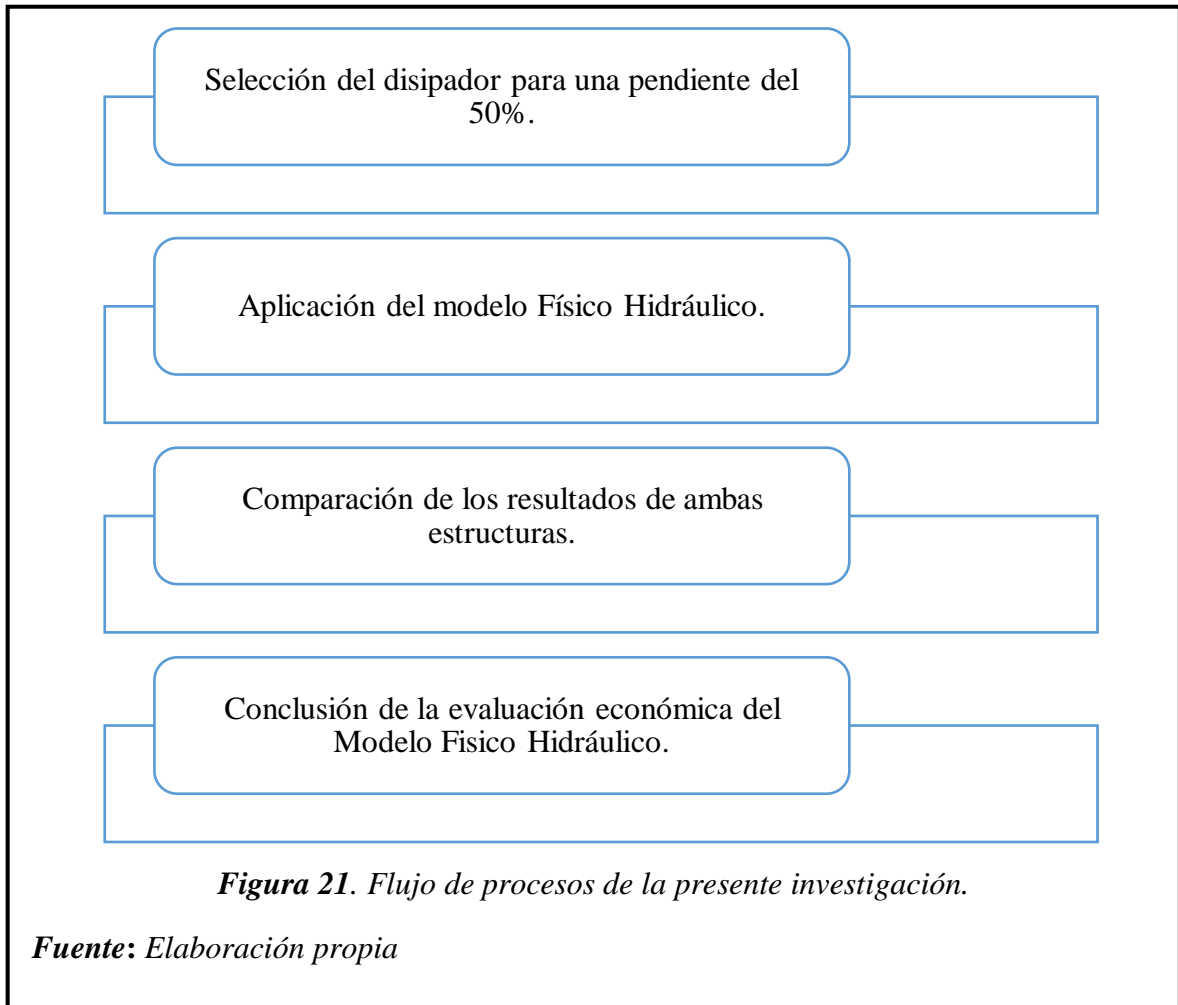 Selección del disipador para una pendiente del
50%.
Aplicación del modelo Físico Hidráulico.
Comparación de los resultados de ambas
estructuras.
Conclusión de la evaluación económica del
Modelo Fisico Hidráulico.
Figura 21. Flujo de procesos de la presente investigación.
Fuente: Elaboración propia